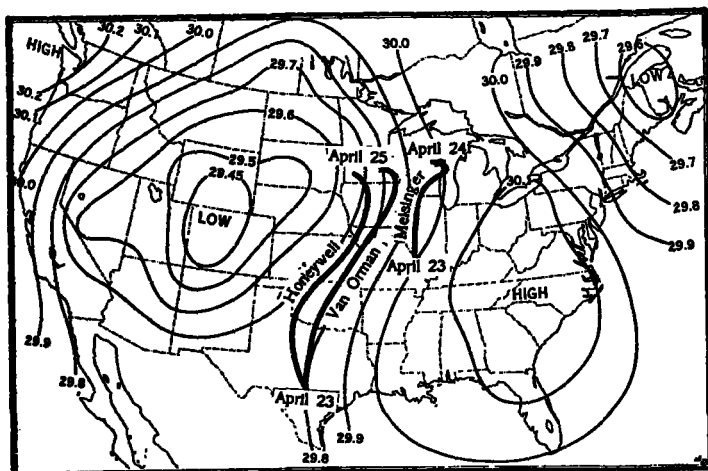 HIGH
30.2
30.1
30.0
30.0
29.9
29.8
29.7
29.6
LOW
30.2
30.1
29.7
29.6
30.0
29.5
29.45
LOW
April 25
April 24
29.7
29.8
29.9
30.0
Honeywell
Van Orman
Meisinger
April 23
HIGH
29.9
29.8
April 23
29.8
29.9